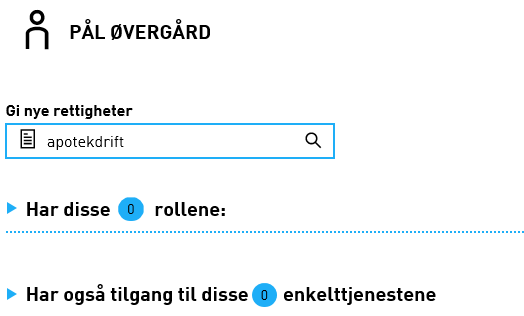 PÅL ØVERGÅRD
Gi nye rettigheter
apotekdrift
Har disse 0 rollene:
Har også tilgang til disse 0 enkelttjenestene